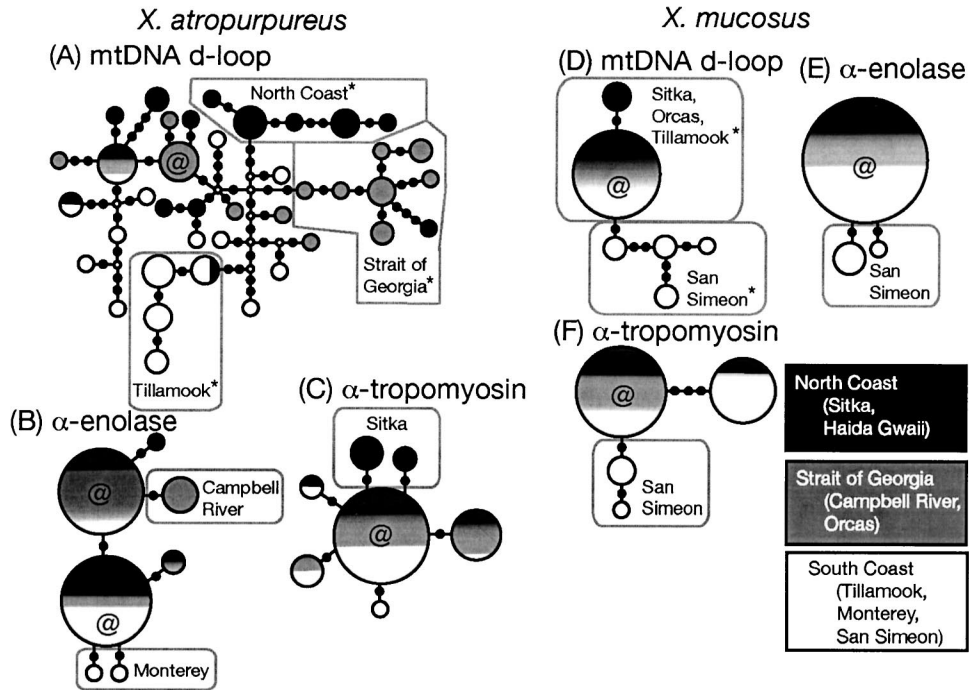 X. atropurpureus
(A) mtDNA d-loop
North Coast*
@
Strait of
Georgia*
Tillamook*
(B) α-enolase
@
Campbell
River
@
Monterey
(C) α-tropomyosin
Sitka
@
X. mucosus
(D) mtDNA d-loop
Sitka,
Orcas,
Tillamook*
@
San
Simeon*
(E) α-enolase
@
San
Simeon
(F) α-tropomyosin
@
San
Simeon
North Coast
(Sitka,
Haida Gwaii)
Strait of Georgia
(Campbell River,
Orcas)
South Coast
(Tillamook,
Monterey,
San Simeon)